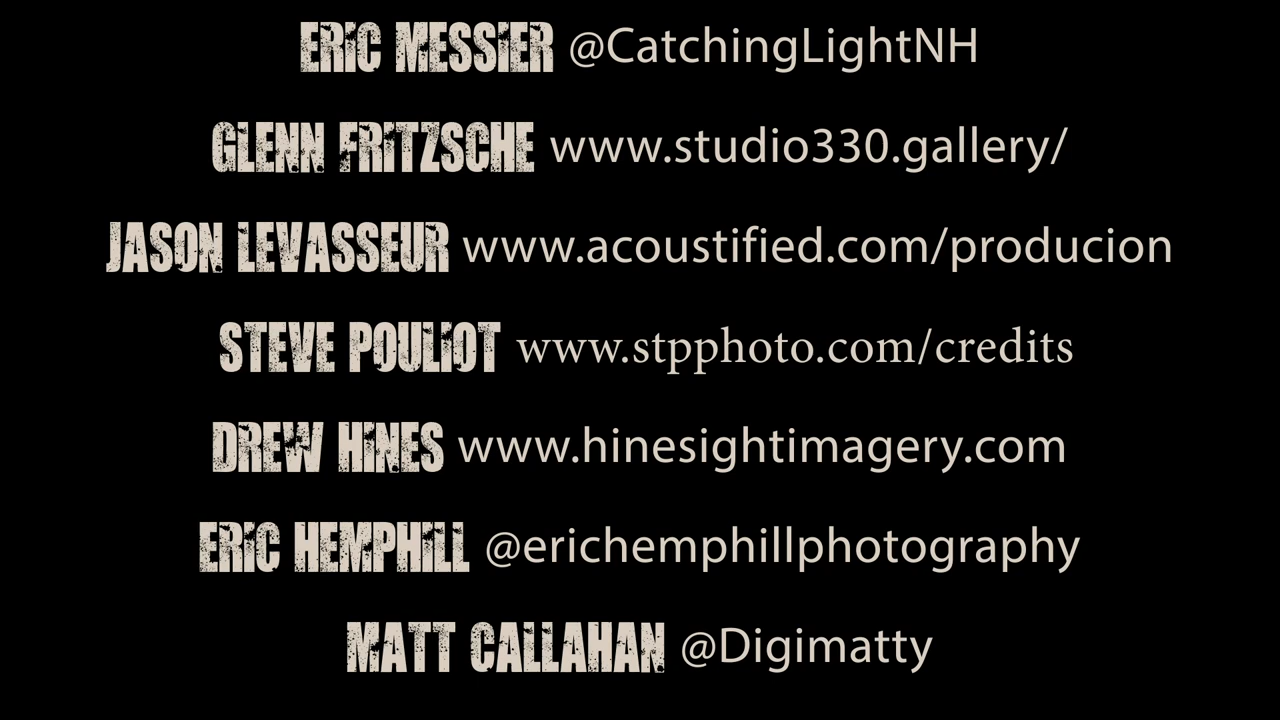 ERIC MESSIER @CatchingLightNH
GLENN FRITZSCHE www.studio330.gallery/
JASON LEVASSEUR www.acoustified.com/producion
STEVE POULIOT www.stpphoto.com/credits
DREW HINES www.hinesightimagery.com
ERIC HEMPHILL @erichemphillphotography
MATT CALLAHAN @Digimatty